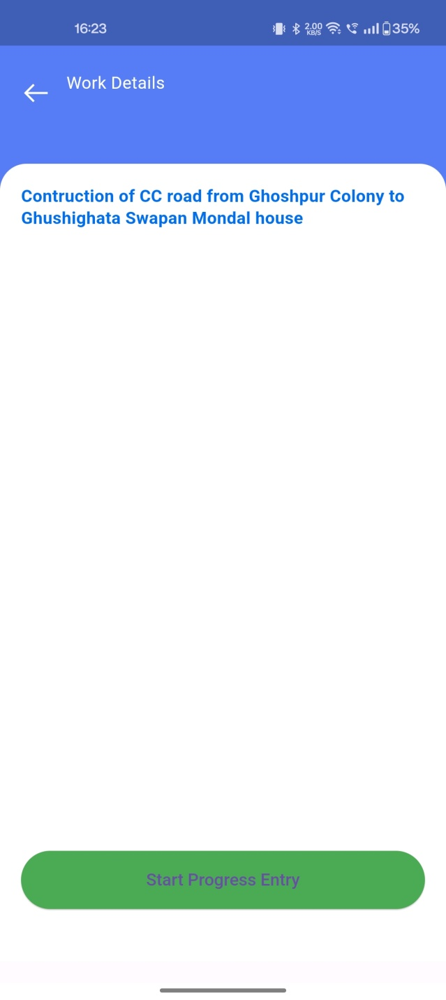 16:23
2.00
KB/S
35%
Work Details
Contruction of CC road from Ghoshpur Colony to
Ghushighata Swapan Mondal house
Start Progress Entry